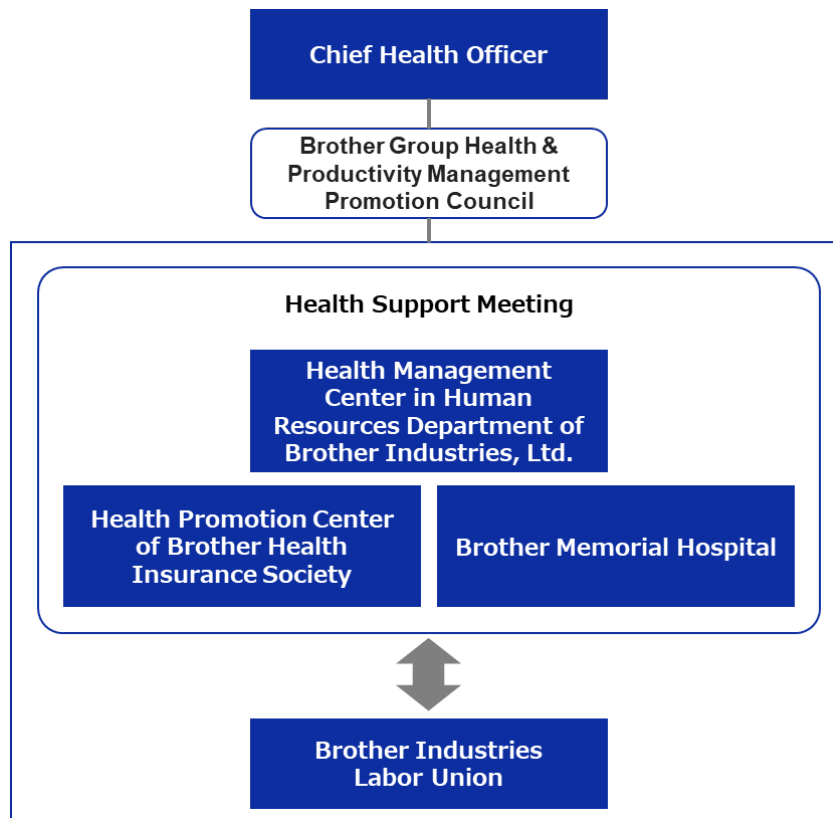 Chief Health Officer
Brother Group Health &
Productivity Management
Promotion Council
Health Support Meeting
Health Management
Center in Human
Resources Department of
Brother Industries, Ltd.
Health Promotion Center
of Brother Health
Insurance Society
Brother Memorial Hospital
Brother Industries
Labor Union